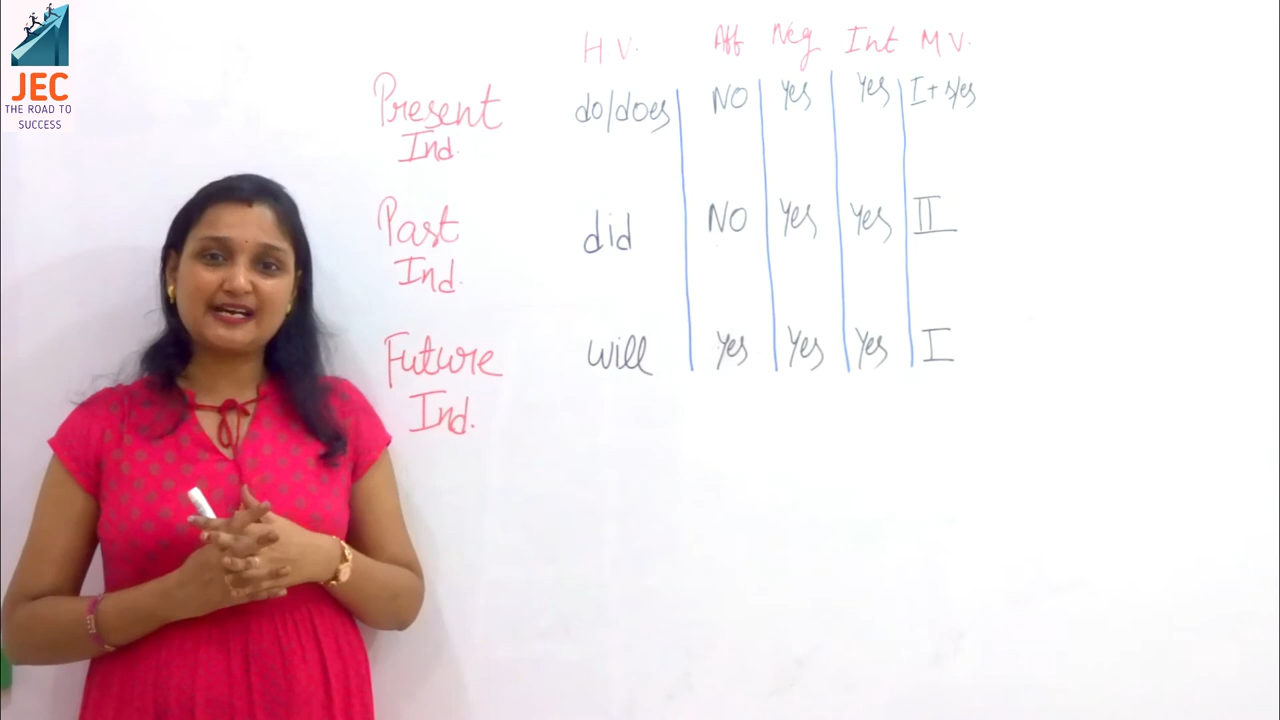 JEC
THE ROAD TO
SUCCESS
H.V. Aff Neg Int M.V.
Present Ind. do/does NO Yes Yes I + s/es
Past Ind. did NO Yes Yes II
Future Ind. will Yes Yes Yes I